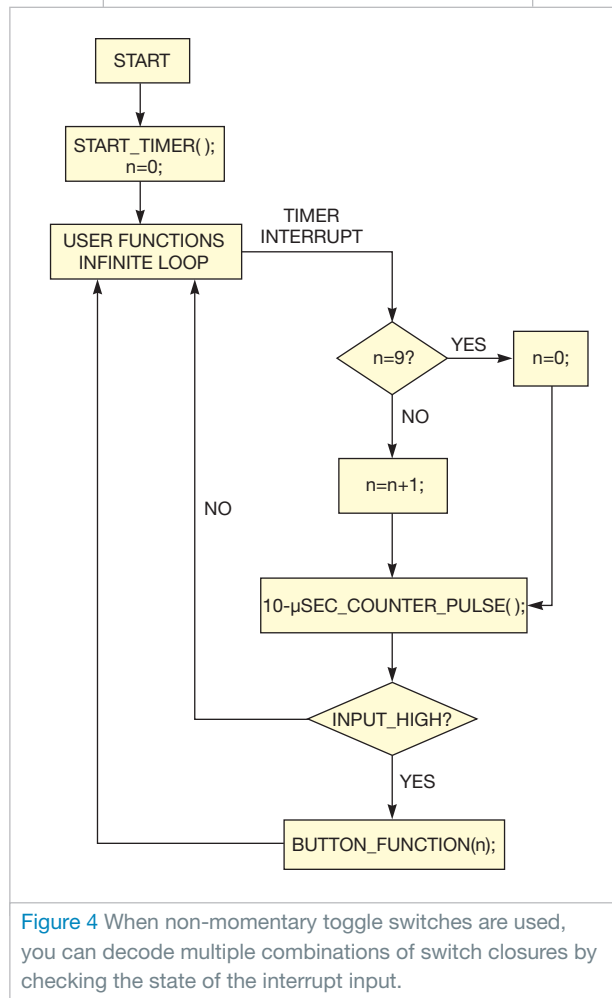 START
START_TIMER( );
n=0;
USER FUNCTIONS
INFINITE LOOP
TIMER
INTERRUPT
n=9?
YES
n=0;
NO
n=n+1;
NO
10-µSEC_COUNTER_PULSE( );
INPUT_HIGH?
YES
BUTTON_FUNCTION(n);
Figure 4 When non-momentary toggle switches are used,
you can decode multiple combinations of switch closures by
checking the state of the interrupt input.